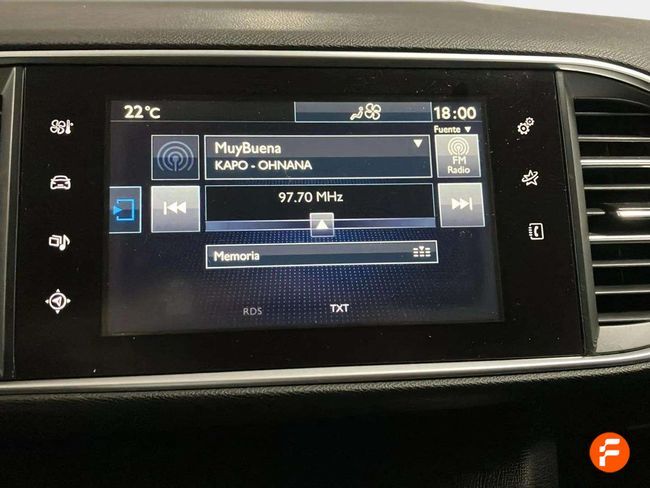 22°C
18:00
Fuente ▼
MuyBuena
KAPO - OHNANA
FM
Radio
97.70 MHz
Memoria
RDS
TXT